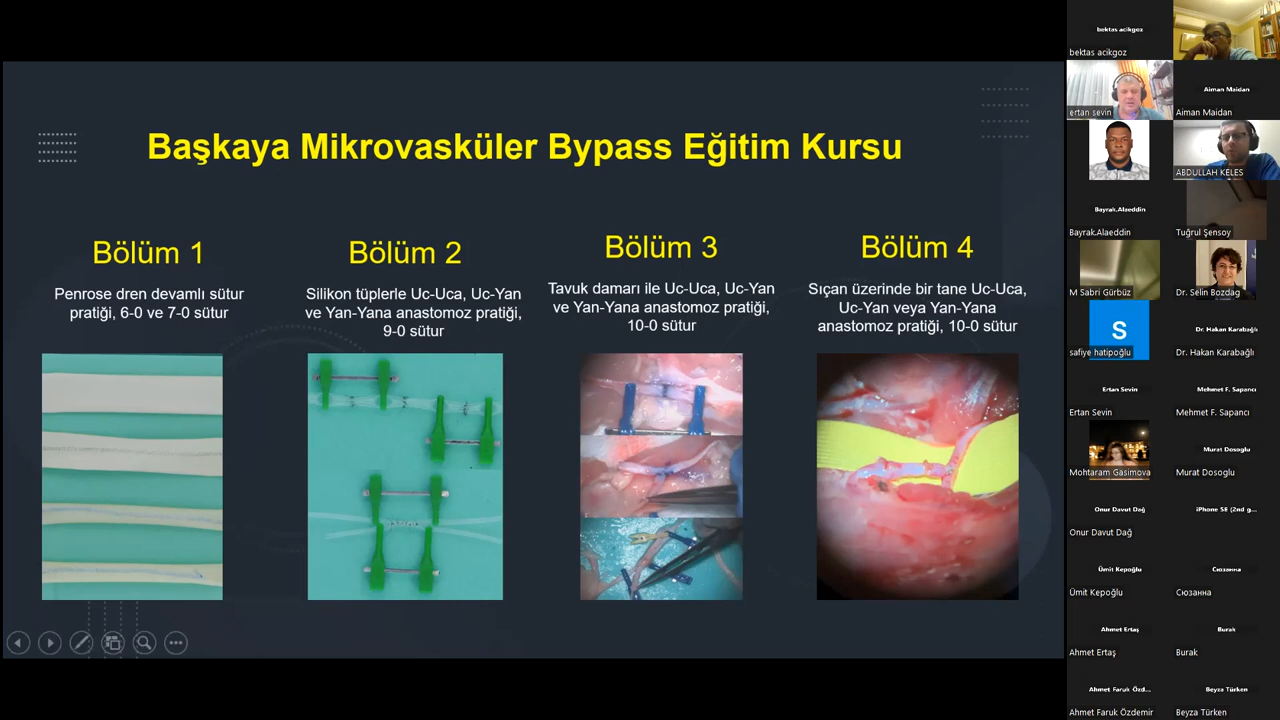 Başkaya Mikrovasküler Bypass Eğitim Kursu
Bölüm 1
Penrose dren devamlı sütur
pratiği, 6-0 ve 7-0 sütur
Bölüm 2
Silikon tüplerle Uc-Uca, Uc-Yan
ve Yan-Yana anastomoz pratiği,
9-0 sütur
Bölüm 3
Tavuk damarı ile Uc-Uca, Uc-Yan
ve Yan-Yana anastomoz pratiği,
10-0 sütur
Bölüm 4
Sıçan üzerinde bir tane Uc-Uca,
Uc-Yan veya Yan-Yana
anastomoz pratiği, 10-0 sütur
bektas acikgoz
bektas acikgoz
ertan sevin
Aiman Maidan
Aiman Maidan
ABDULLAH KELES
Bayrak.Alaeddin
Bayrak.Alaeddin
Tuğrul Şensoy
M Sabri Gürbüz
Dr. Selin Bozdag
S
safiye hatipoğlu
Dr. Hakan Karabağlı
Dr. Hakan Karabağlı
Ertan Sevin
Ertan Sevin
Mehmet F. Sapancı
Mehmet F. Sapancı
Mohtaram Gasimova
Murat Dosoglu
Murat Dosoglu
Onur Davut Dağ
Onur Davut Dağ
iPhone SE (2nd g...
Ümit Kepoğlu
Ümit Kepoğlu
Сюзанна
Сюзанна
Ahmet Ertaş
Ahmet Ertaş
Burak
Burak
Ahmet Faruk Özd...
Ahmet Faruk Özdemir
Beyza Türken
Beyza Türken